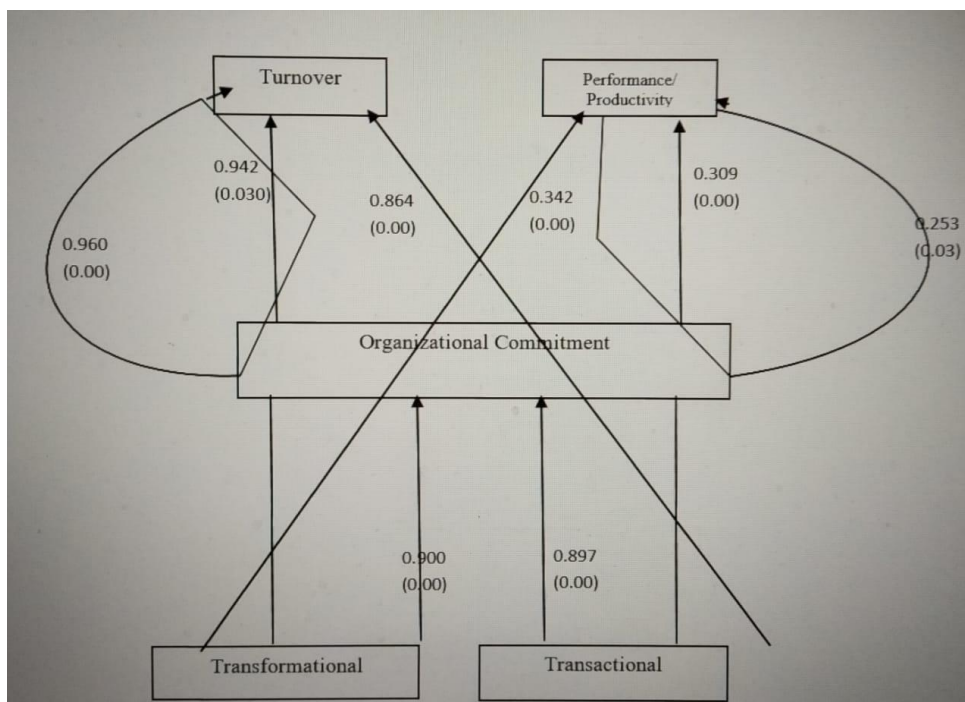 Turnover
Performance/
Productivity
0.942
(0.030)
0.864
(0.00)
0.342
(0.00)
0.309
(0.00)
0.960
(0.00)
0.253
(0.03)
Organizational Commitment
0.900
(0.00)
0.897
(0.00)
Transformational
Transactional